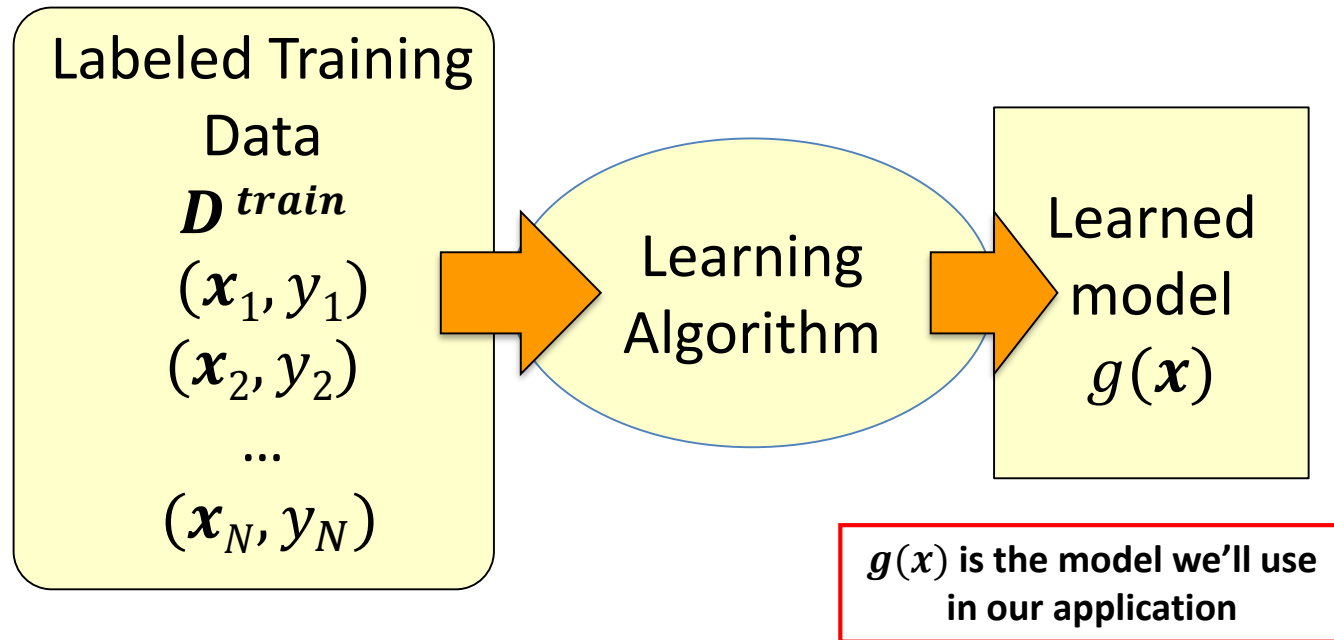 Labeled Training
Data
D train
(x1, y1)
(x2, y2)
...
(xN, yN)
Learning
Algorithm
Learned
model
g(x)
g(x) is the model we’ll use
in our application